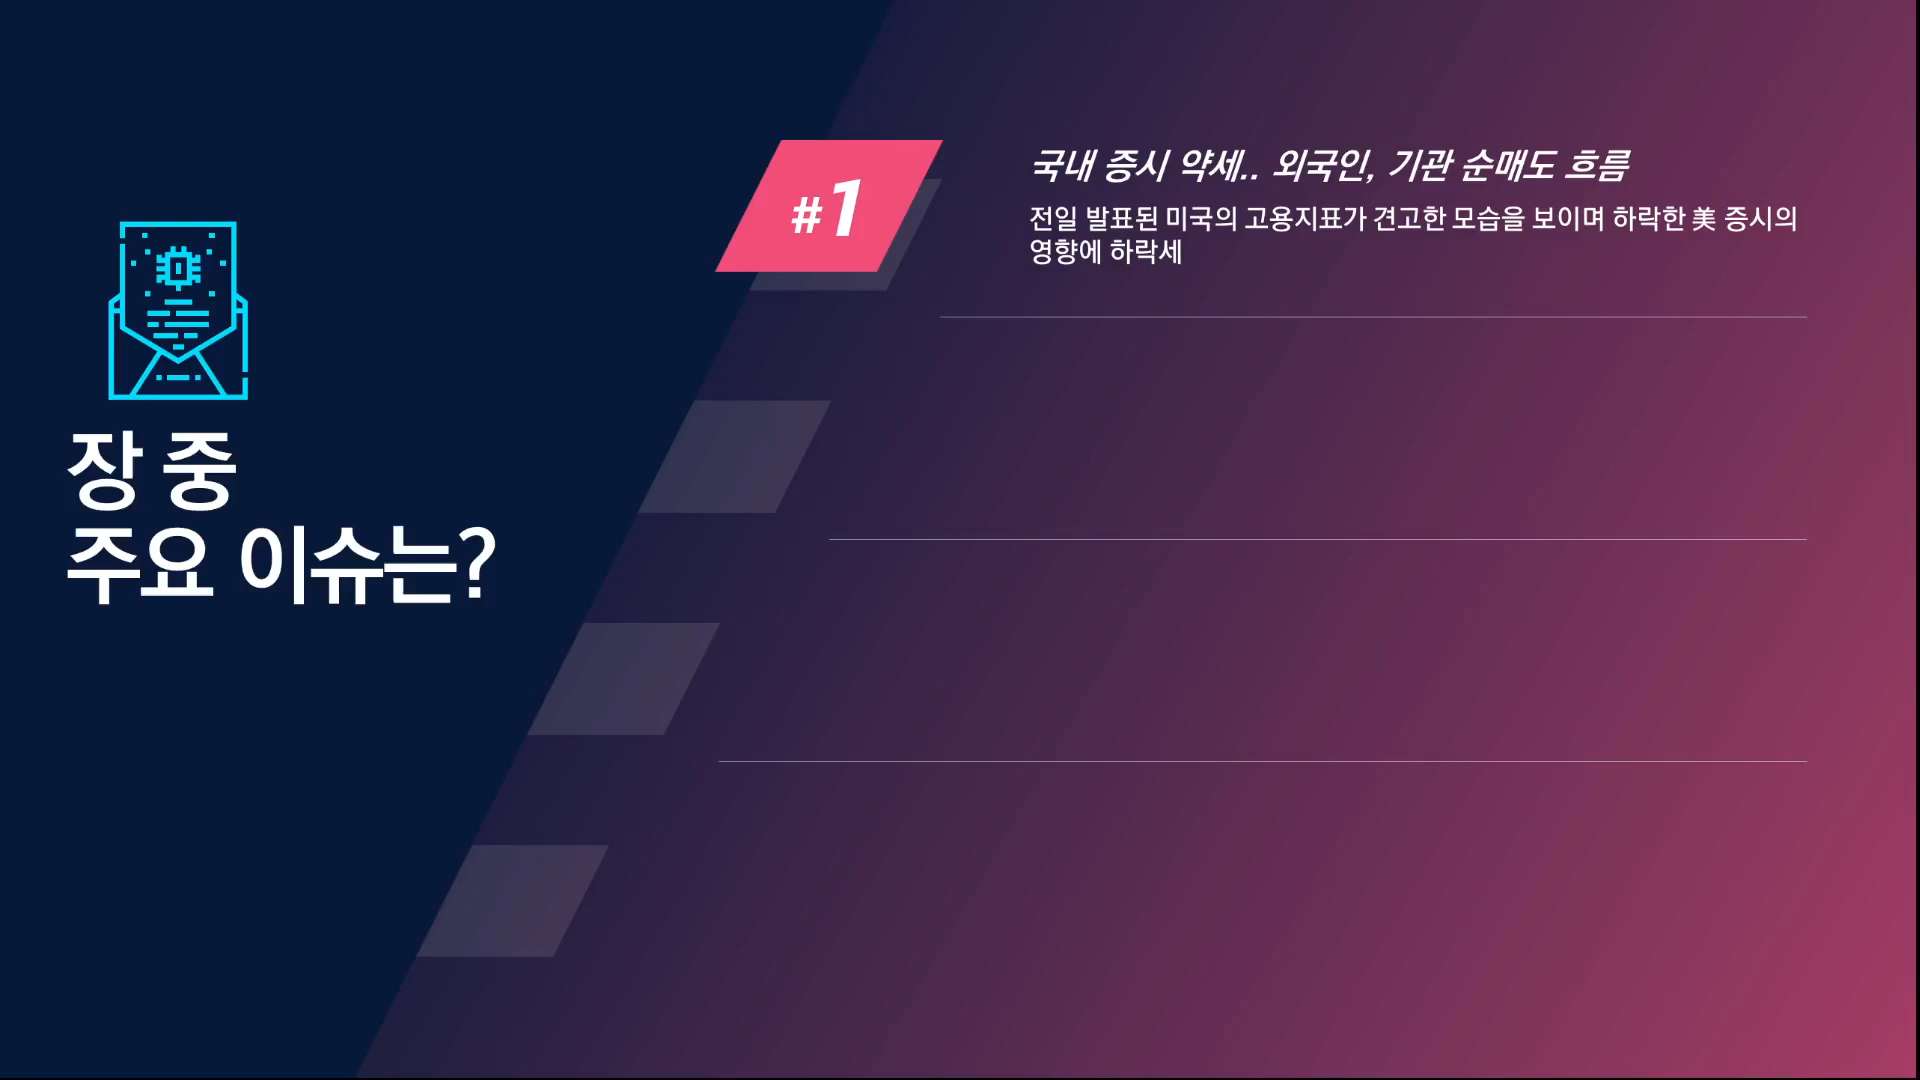 장 중
주요 이슈는?
#1
국내 증시 약세.. 외국인, 기관 순매도 흐름
전일 발표된 미국의 고용지표가 견고한 모습을 보이며 하락한 美 증시의
영향에 하락세